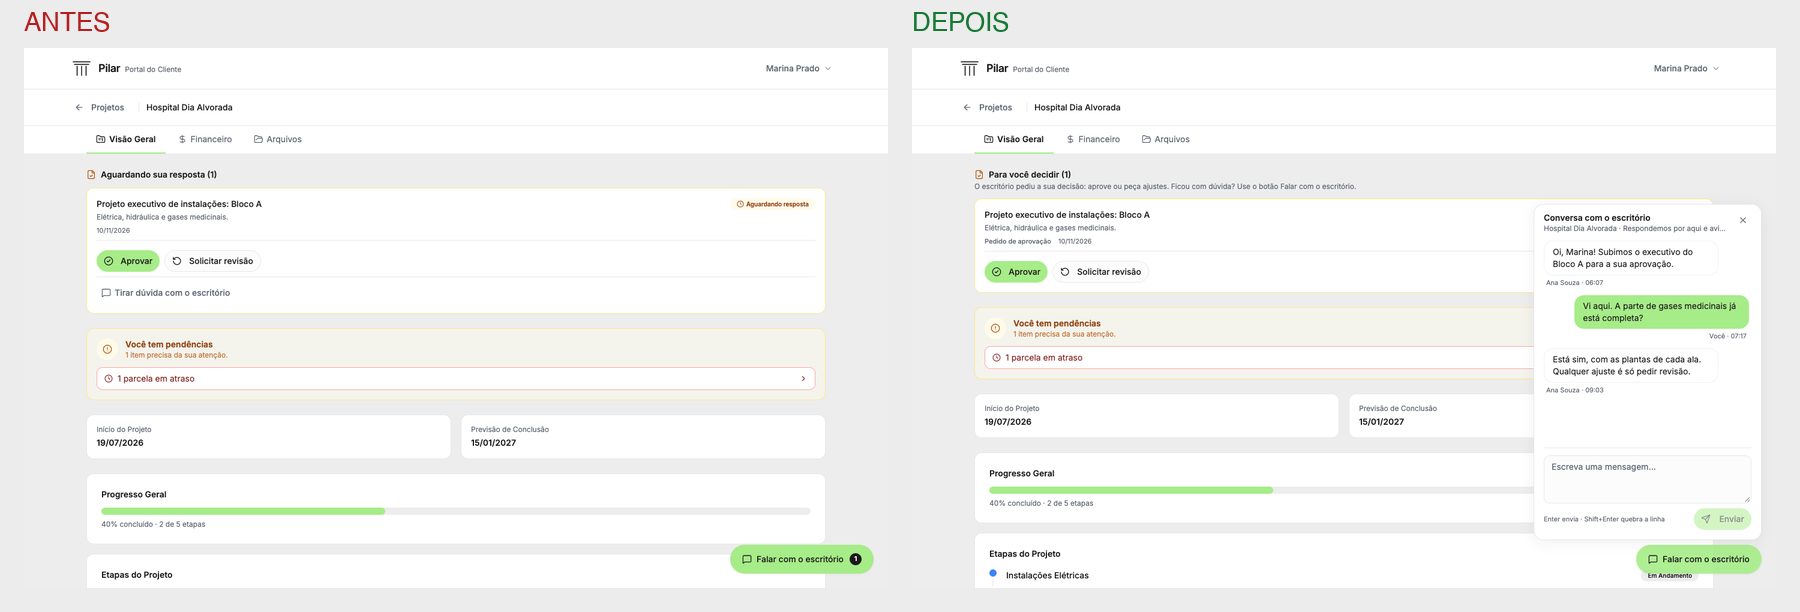 ANTES
Pilar Portal do Cliente
Marina Prado
Projetos
Hospital Dia Alvorada
Visão Geral
Financeiro
Arquivos
Aguardando sua resposta (1)
Projeto executivo de instalações: Bloco A
Aguardando resposta
Elétrica, hidráulica e gases medicinais.
10/11/2026
Aprovar
Solicitar revisão
Tirar dúvida com o escritório
Você tem pendências
1 item precisa da sua atenção.
1 parcela em atraso
Início do Projeto
19/07/2026
Previsão de Conclusão
15/01/2027
Progresso Geral
40% concluído · 2 de 5 etapas
Falar com o escritório 1
Etapas do Projeto
DEPOIS
Pilar Portal do Cliente
Marina Prado
Projetos
Hospital Dia Alvorada
Visão Geral
Financeiro
Arquivos
Para você decidir (1)
O escritório pediu a sua decisão: aprove ou peça ajustes. Ficou com dúvida? Use o botão Falar com o escritório.
Projeto executivo de instalações: Bloco A
Elétrica, hidráulica e gases medicinais.
Pedido de aprovação 10/11/2026
Aprovar
Solicitar revisão
Você tem pendências
1 item precisa da sua atenção.
1 parcela em atraso
Início do Projeto
19/07/2026
Previsão de Conclusão
15/01/2027
Progresso Geral
40% concluído · 2 de 5 etapas
Etapas do Projeto
Instalações Elétricas
Em Andamento
Conversa com o escritório
Hospital Dia Alvorada · Respondemos por aqui e avi...
Oi, Marina! Subimos o executivo do
Bloco A para a sua aprovação.
Ana Souza · 06:07
Vi aqui. A parte de gases medicinais já
está completa?
Você · 07:17
Está sim, com as plantas de cada ala.
Qualquer ajuste é só pedir revisão.
Ana Souza · 09:03
Escreva uma mensagem...
Enter envia · Shift+Enter quebra a linha
Enviar
Falar com o escritório